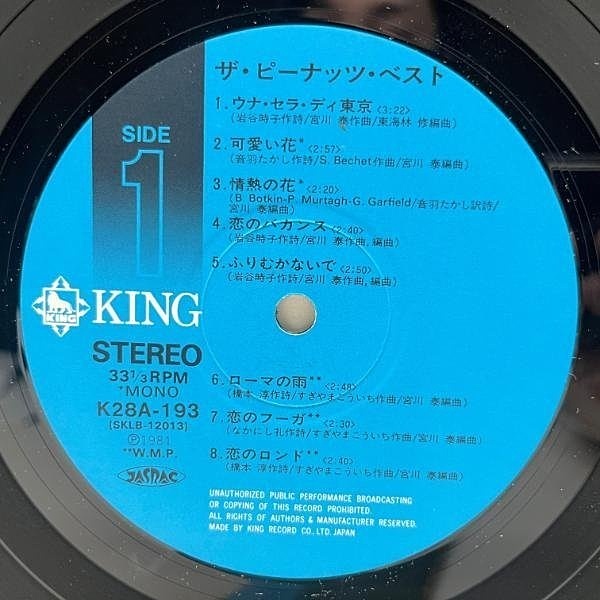 ザ・ピーナッツ・ベスト
SIDE
1
KING
KING
STEREO
33 1/3 RPM
*MONO
K28A-193
(SKLB-12013)
Ⓟ1981
**W.M.P.
JASRAC
1. ウナ・セラ・ディ東京<3:22>
(岩谷時子作詩/宮川 泰作曲/東海林 修編曲)
2. 可愛い花*<2:57>
(音羽たかし作詩/S. Bechet作曲/宮川 泰編曲)
3. 情熱の花*<2:20>
(B. Botkin-P. Murtagh-G. Garfield/音羽たかし訳詩/
宮川 泰編曲)
4. 恋のバカンス<2:40>
(岩谷時子作詩/宮川 泰作曲,編曲)
5. ふりむかないで<2:50>
(岩谷時子作詩/宮川 泰作曲,編曲)
6. ローマの雨**<2:48>
(橋本 淳作詩/すぎやまこういち作曲/宮川 泰編曲)
7. 恋のフーガ**<2:30>
(なかにし礼作詩/すぎやまこういち作曲/宮川 泰編曲)
8. 恋のロンド**<2:40>
(橋本 淳作詩/すぎやまこういち作曲/宮川 泰編曲)
UNAUTHORIZED PUBLIC PERFORMANCE BROADCASTING
OR COPYING OF THIS RECORD PROHIBITED.
ALL RIGHTS OF AUTHORS & MANUFACTURER RESERVED.
MADE BY KING RECORD CO. LTD. JAPAN